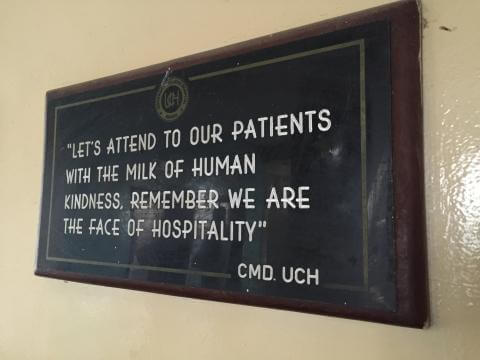 UCH
"LET'S ATTEND TO OUR PATIENTS
WITH THE MILK OF HUMAN
KINDNESS, REMEMBER WE ARE
THE FACE OF HOSPITALITY"
CMD. UCH